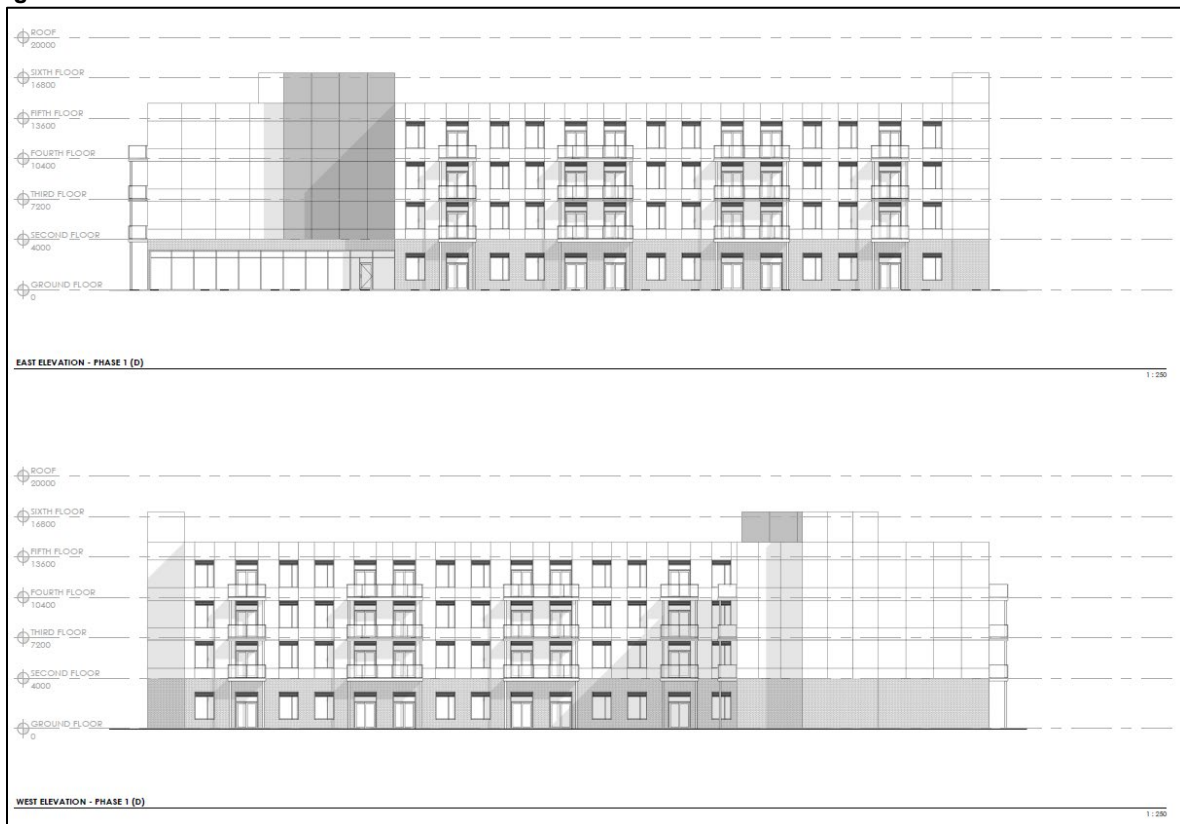 ROOF
20000
SIXTH FLOOR
16800
FIFTH FLOOR
13600
FOURTH FLOOR
10400
THIRD FLOOR
7200
SECOND FLOOR
4000
GROUND FLOOR
0
EAST ELEVATION - PHASE 1 (D)
1 : 250
ROOF
20000
SIXTH FLOOR
16800
FIFTH FLOOR
13600
FOURTH FLOOR
10400
THIRD FLOOR
7200
SECOND FLOOR
4000
GROUND FLOOR
0
WEST ELEVATION - PHASE 1 (D)
1 : 250